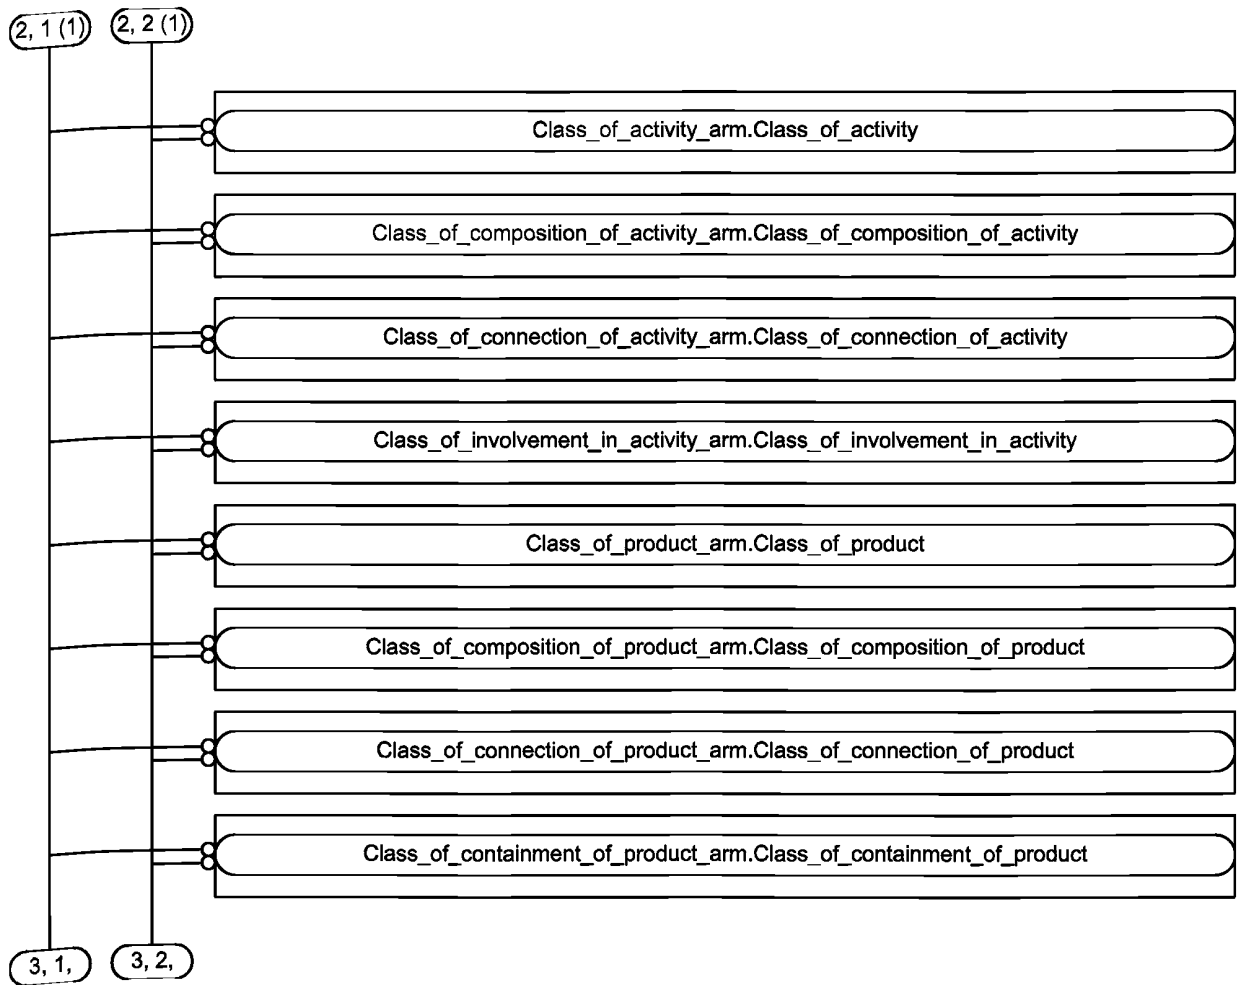 2, 1 (1)
2, 2 (1)
Class_of_activity_arm.Class_of_activity
Class_of_composition_of_activity_arm.Class_of_composition_of_activity
Class_of_connection_of_activity_arm.Class_of_connection_of_activity
Class_of_involvement_in_activity_arm.Class_of_involvement_in_activity
Class_of_product_arm.Class_of_product
Class_of_composition_of_product_arm.Class_of_composition_of_product
Class_of_connection_of_product_arm.Class_of_connection_of_product
Class_of_containment_of_product_arm.Class_of_containment_of_product
3, 1,
3, 2,